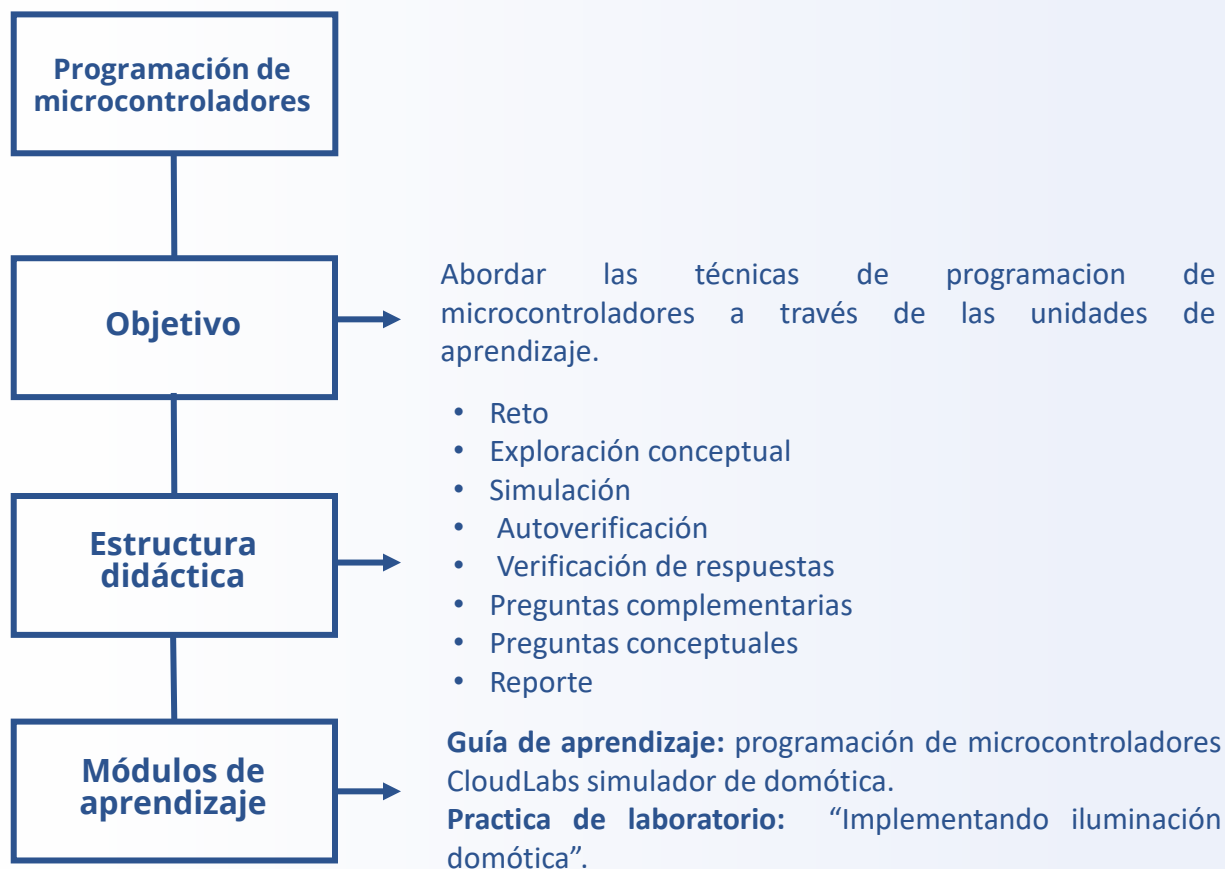 Programación de
microcontroladores
Objetivo
Abordar las técnicas de programacion de
microcontroladores a través de las unidades de
aprendizaje.
Estructura
didáctica
• Reto
• Exploración conceptual
• Simulación
• Autoverificación
• Verificación de respuestas
• Preguntas complementarias
• Preguntas conceptuales
• Reporte
Módulos de
aprendizaje
Guía de aprendizaje: programación de microcontroladores
CloudLabs simulador de domótica.
Practica de laboratorio: “Implementando iluminación
domótica”.